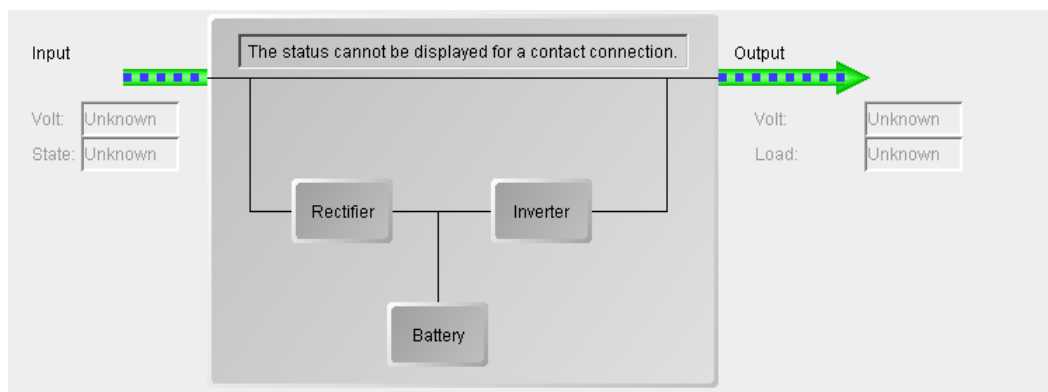 The status cannot be displayed for a contact connection.
Input
Output
Volt: Unknown
State: Unknown
Volt: Unknown
Load: Unknown
Rectifier
Inverter
Battery